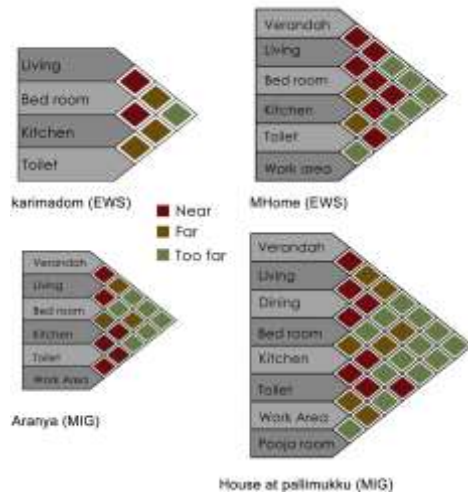 Living
Bed room
Kitchen
Toilet
karimadom (EWS)
Verandah
Living
Bed room
Kitchen
Toilet
Work area
MHome (EWS)
Near
Far
Too far
Verandah
Living
Bed room
Kitchen
Toilet
Work Area
Aranya (MIG)
Verandah
Living
Dining
Bed room
Kitchen
Toilet
Work Area
Pooja room
House at pallimukku (MIG)